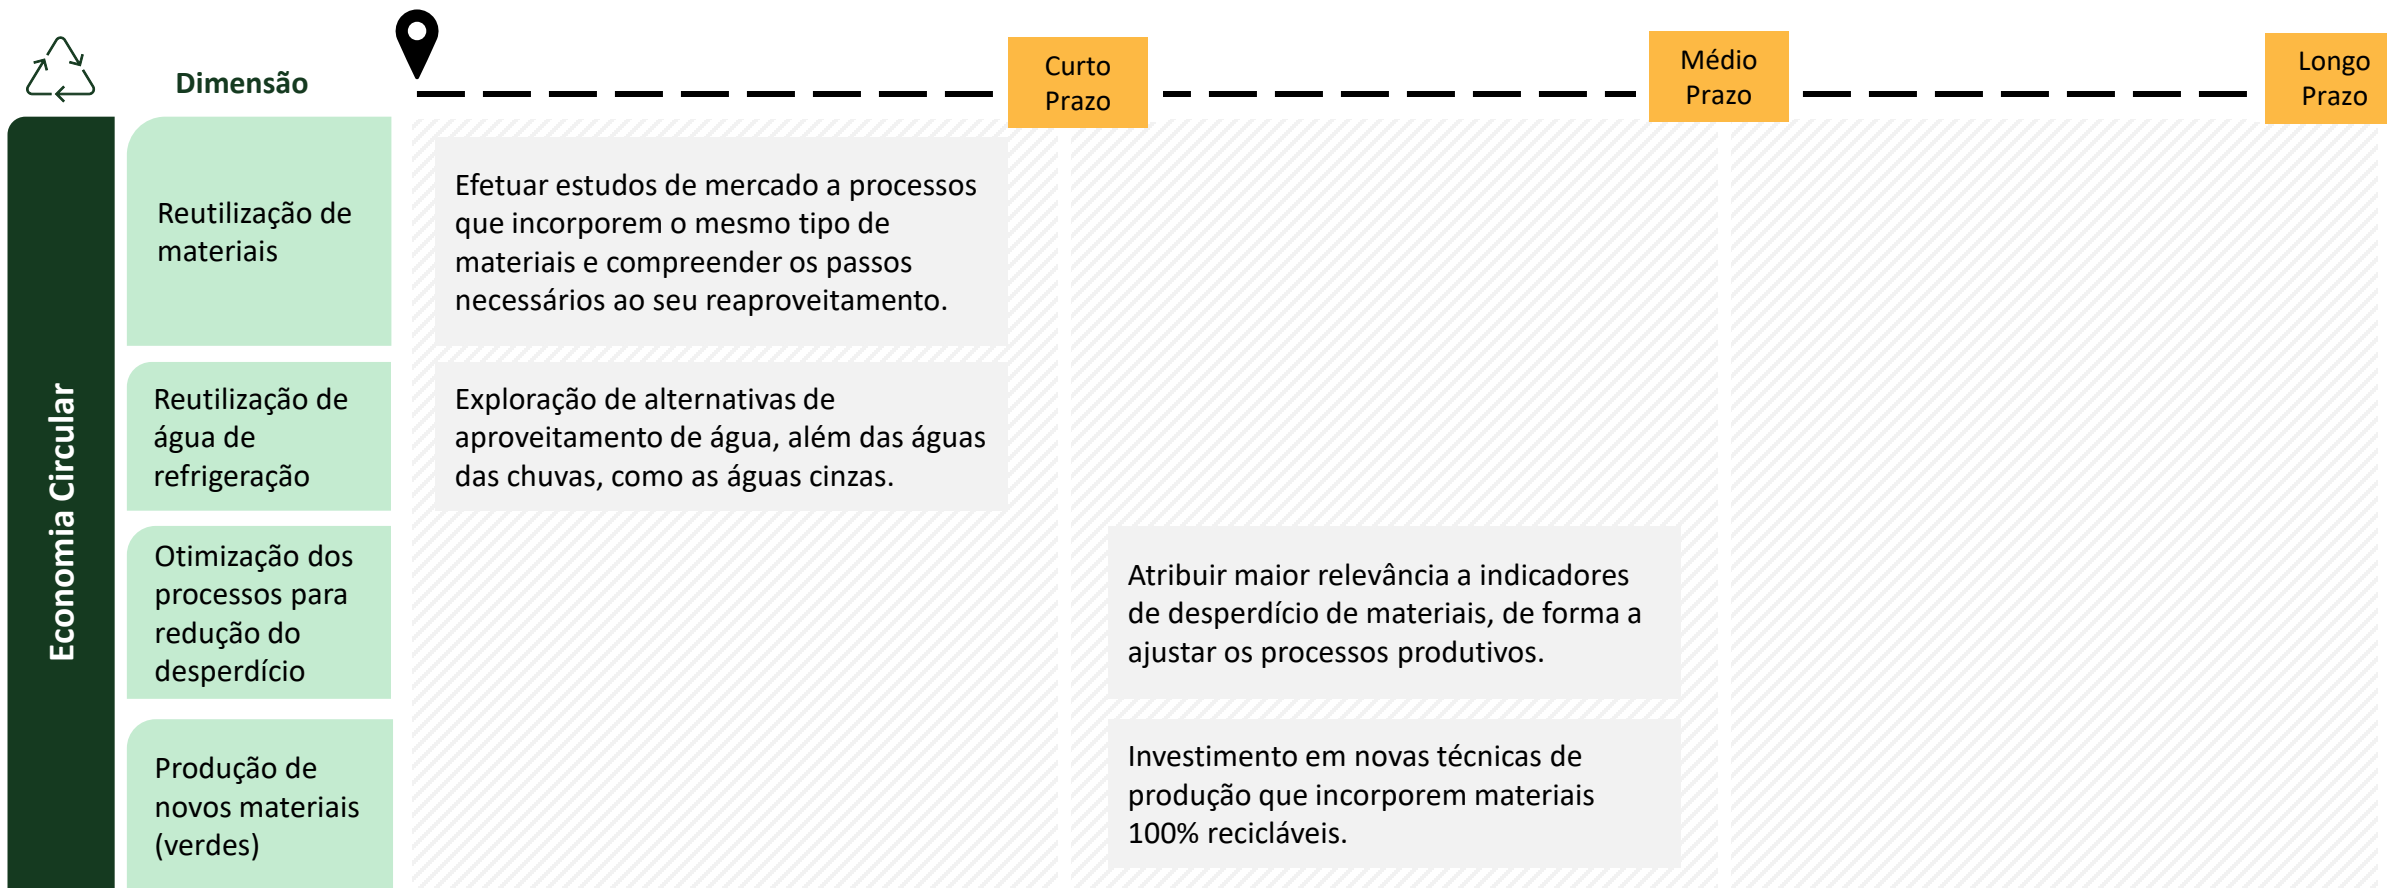 Dimensão
Curto
Prazo
Médio
Prazo
Longo
Prazo
Economia Circular
Reutilização de
materiais
Efetuar estudos de mercado a processos
que incorporem o mesmo tipo de
materiais e compreender os passos
necessários ao seu reaproveitamento.
Reutilização de
água de
refrigeração
Exploração de alternativas de
aproveitamento de água, além das águas
das chuvas, como as águas cinzas.
Otimização dos
processos para
redução do
desperdício
Atribuir maior relevância a indicadores
de desperdício de materiais, de forma a
ajustar os processos produtivos.
Produção de
novos materiais
(verdes)
Investimento em novas técnicas de
produção que incorporem materiais
100% recicláveis.